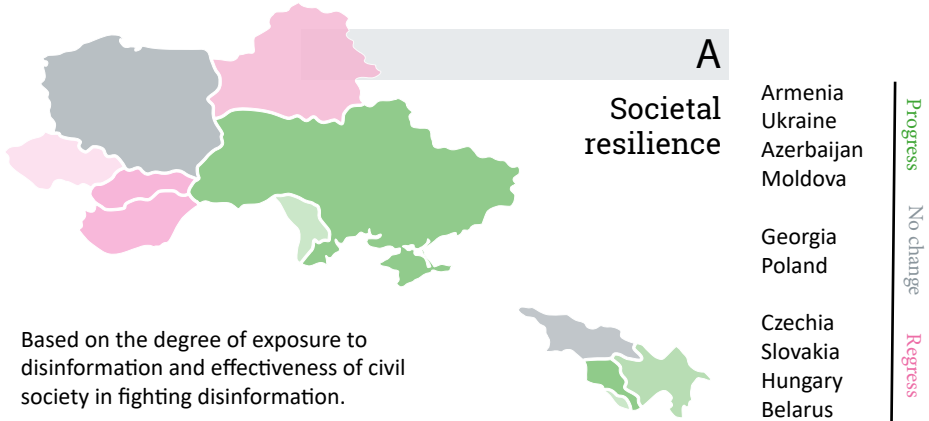 A
Societal
resilience
Armenia
Ukraine
Azerbaijan
Moldova
Georgia
Poland
Czechia
Slovakia
Hungary
Belarus
Progress
No change
Regress
Based on the degree of exposure to
disinformation and effectiveness of civil
society in fighting disinformation.